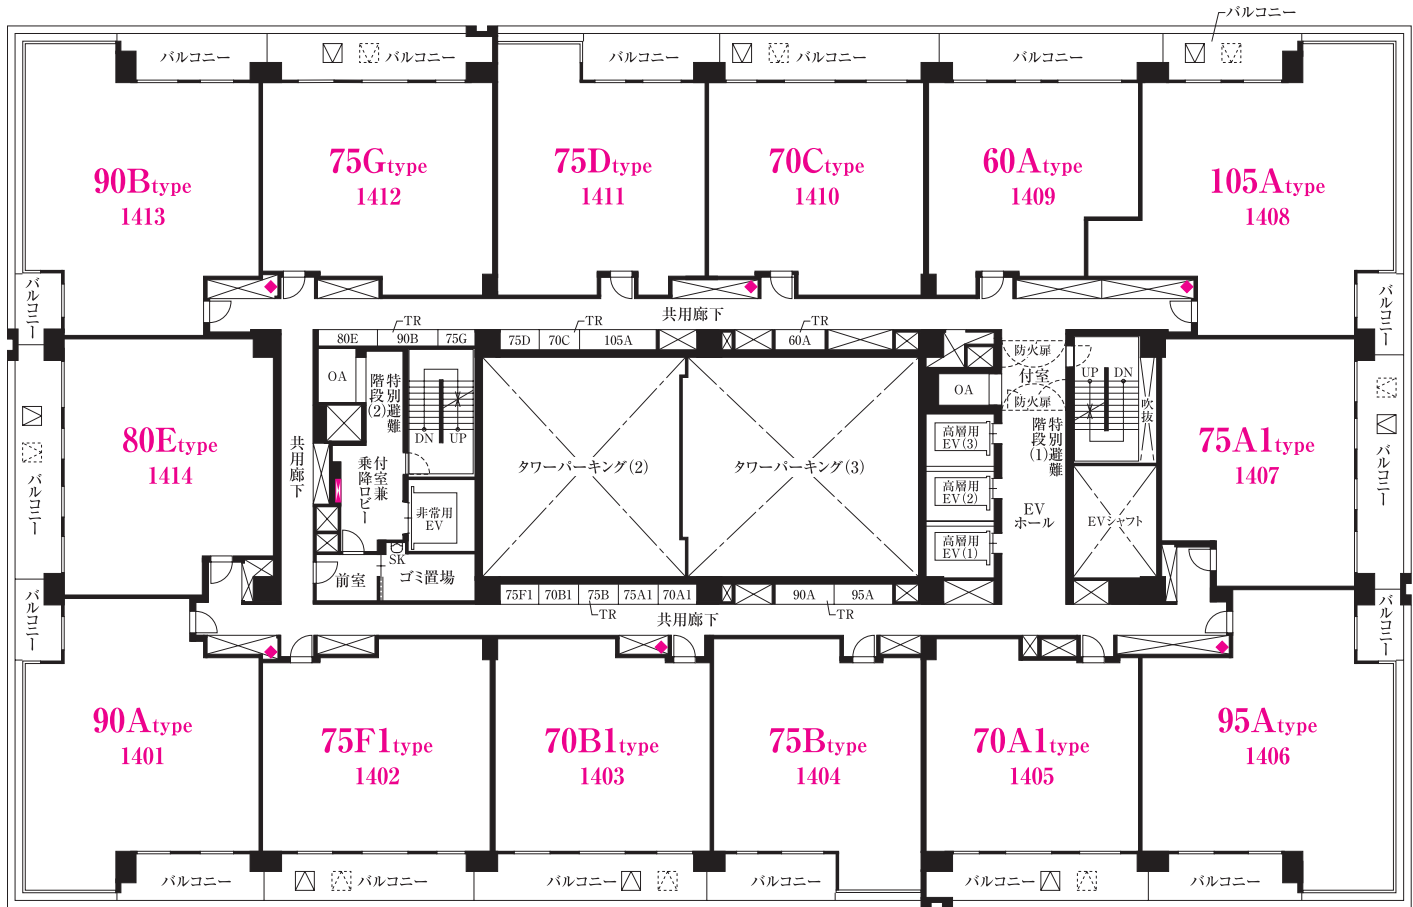 バルコニー
バルコニー
バルコニー
バルコニー
バルコニー
バルコニー
90Btype
1413
75Gtype
1412
75Dtype
1411
70Ctype
1410
60Atype
1409
105Atype
1408
バルコニー
バルコニー
共用廊下
TR
80E
90B
75G
TR
75D
70C
105A
TR
60A
OA
特別避難
階段(2)
DN
UP
防火扉
付室
防火扉
OA
UP
DN
吹抜
高層用
EV(3)
特別避難
階段(1)
バルコニー
80Etype
1414
共用廊下
付室兼
乗降ロビー
非常用
EV
タワーパーキング(2)
タワーパーキング(3)
高層用
EV(2)
高層用
EV(1)
EV
ホール
EVシャフト
75A1type
1407
バルコニー
SK
前室
ゴミ置場
75F1
70B1
75B
75A1
70A1
TR
90A
95A
TR
共用廊下
バルコニー
バルコニー
90Atype
1401
75F1type
1402
70B1type
1403
75Btype
1404
70A1type
1405
95Atype
1406
バルコニー
バルコニー
バルコニー
バルコニー
バルコニー
バルコニー